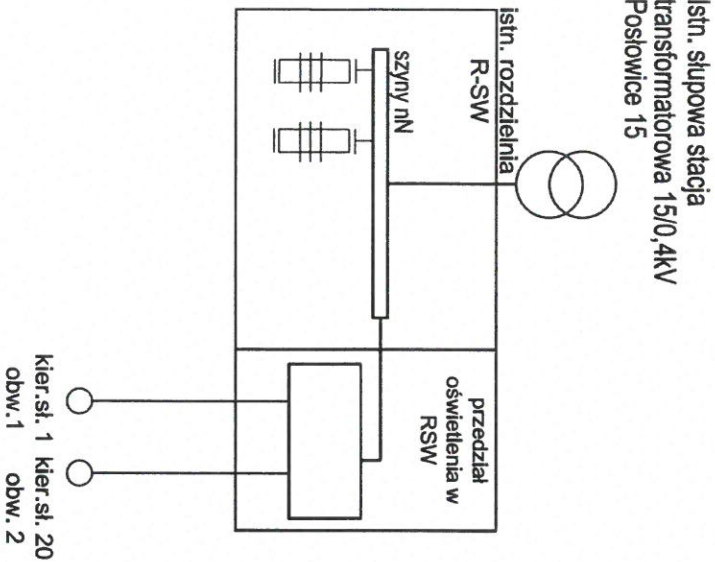 Istn. słupowa stacja
transformatorowa 15/0,4kV
Posłowice 15
istn. rozdzielnia
R-SW
szyny nN
przedział
oświetlenia w
RSW
kier.sł. 1 kier.sł. 20
obw.1 obw. 2